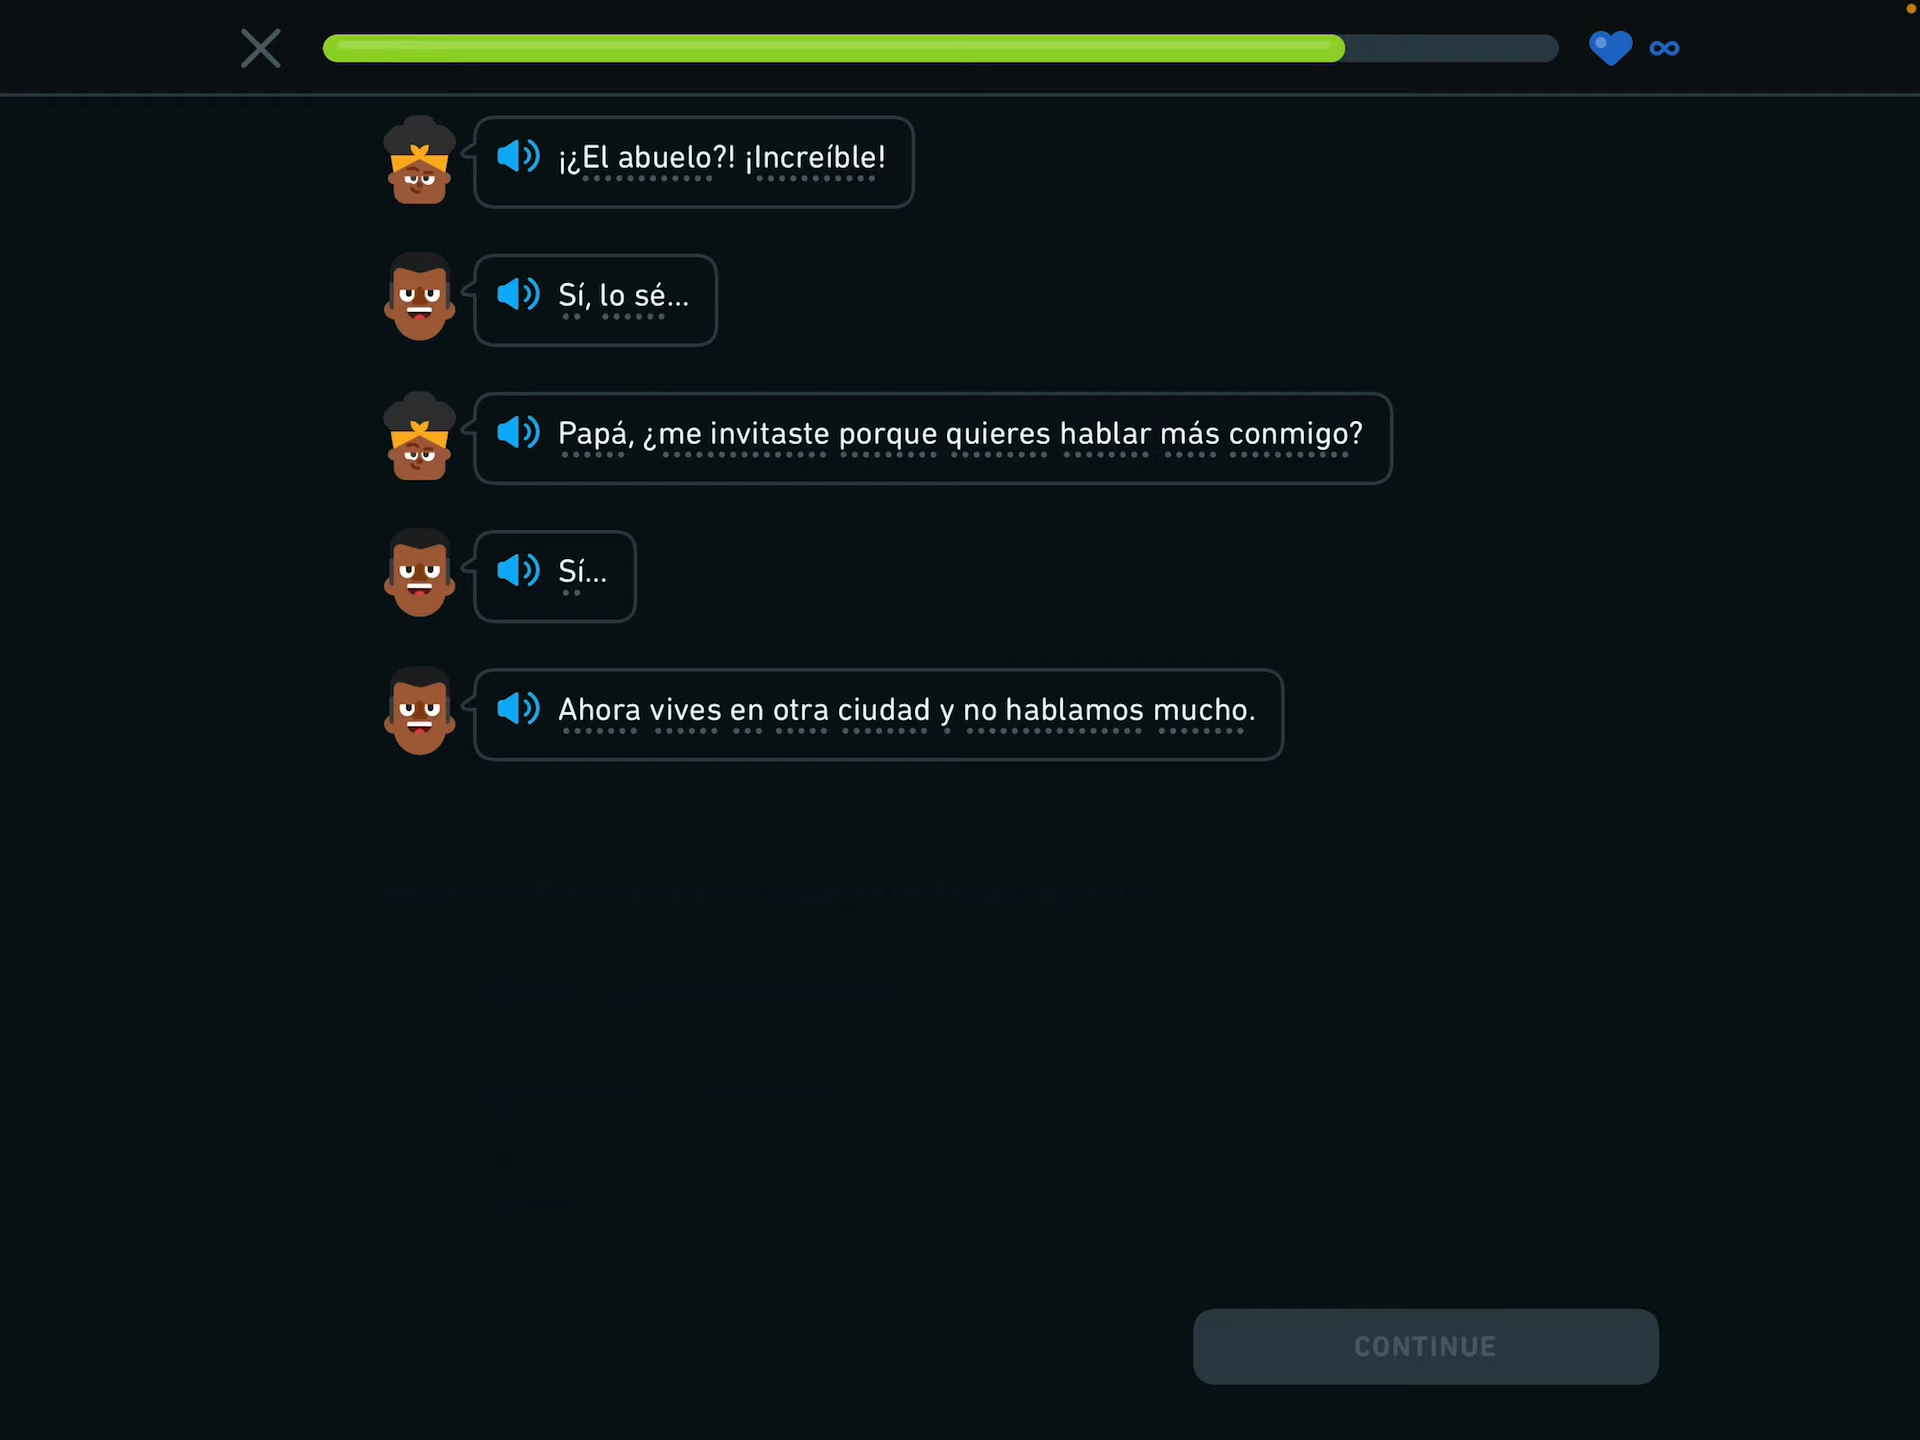 ¡¿El abuelo?! ¡Increíble!
Sí, lo sé...
Papá, ¿me invitaste porque quieres hablar más conmigo?
Sí...
Ahora vives en otra ciudad y no hablamos mucho.
CONTINUE